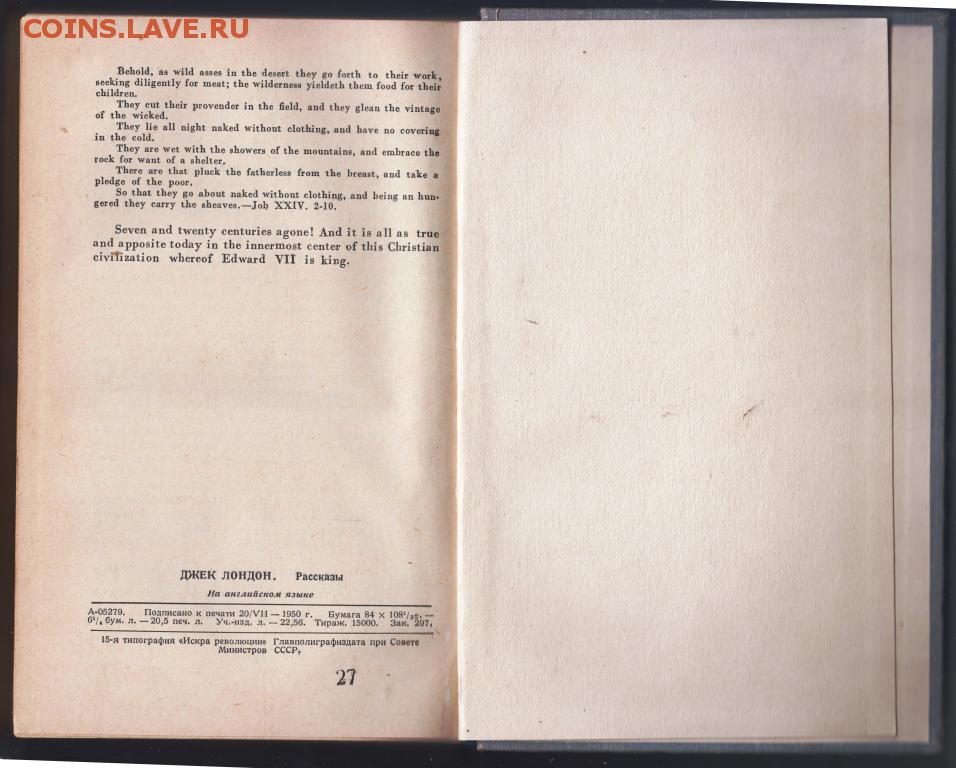 COINS.LAVE.RU
Behold, as wild asses in the desert they go forth to their work,
seeking diligently for meat; the wilderness yieldeth them food for their
children.
They cut their provender in the field, and they glean the vintage
of the wicked.
They lie all night naked without clothing, and have no covering
in the cold.
They are wet with the showers of the mountains, and embrace the
rock for want of a shelter.
There are that pluck the fatherless from the breast, and take a
pledge of the poor.
So that they go about naked without clothing, and being an hun-
gered they carry the sheaves.—Job XXIV. 2-10.
Seven and twenty centuries agone! And it is all as true
and apposite today in the innermost center of this Christian
civilization whereof Edward VII is king.
ДЖЕК ЛОНДОН. Рассказы
На английском языке
А-05279. Подписано к печати 20/VII — 1950 г. Бумага 84 × 108¹/₃₂. —
бум. л. — 20,5 печ. л. Уч.-изд. л. — 22,56. Тираж. 15000. Зак. 297.
15-я типография «Искра революции» Главполиграфиздата при Совете
Министров СССР.
27